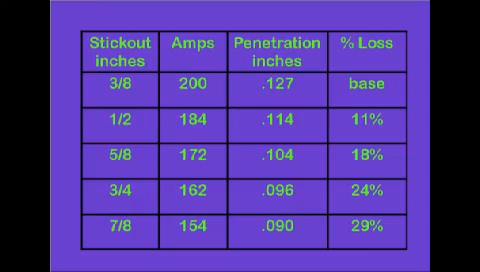 Stickout inches Amps Penetration inches % Loss
3/8 200 .127 base
1/2 184 .114 11%
5/8 172 .104 18%
3/4 162 .096 24%
7/8 154 .090 29%